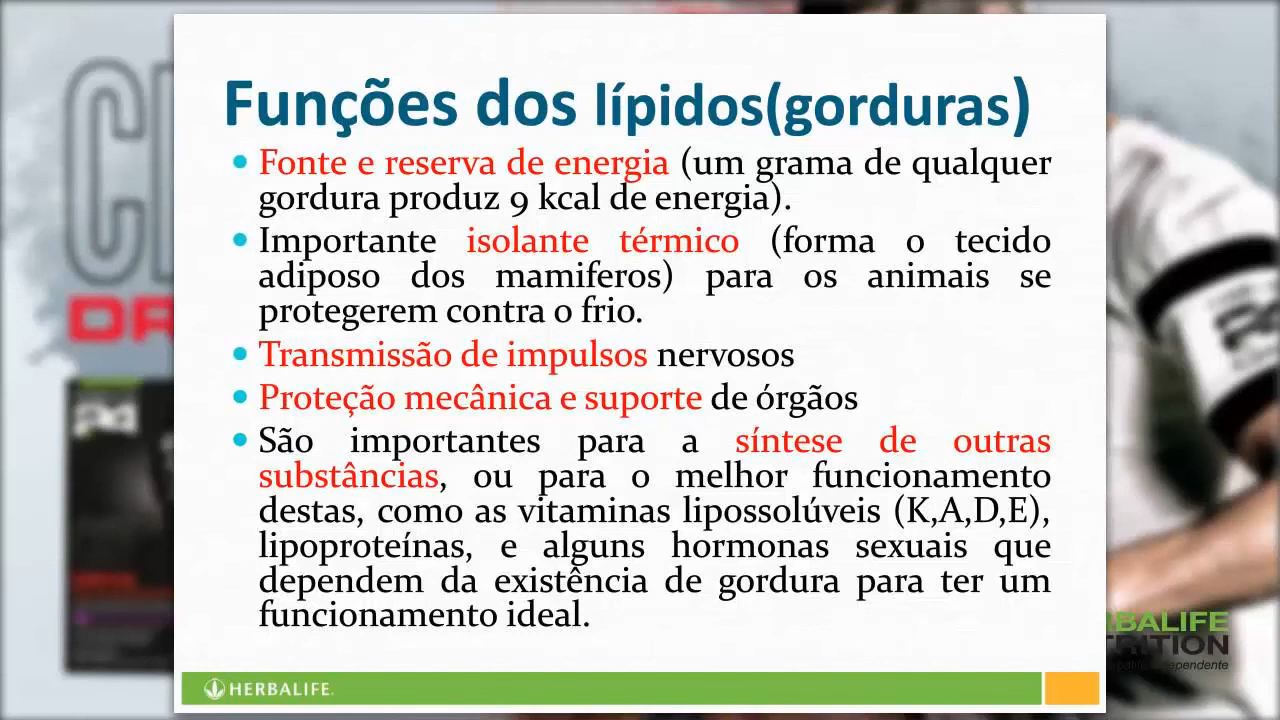 Funções dos lípidos(gorduras)
• Fonte e reserva de energia (um grama de qualquer
gordura produz 9 kcal de energia).
• Importante isolante térmico (forma o tecido
adiposo dos mamiferos) para os animais se
protegerem contra o frio.
• Transmissão de impulsos nervosos
• Proteção mecânica e suporte de órgãos
• São importantes para a síntese de outras
substâncias, ou para o melhor funcionamento
destas, como as vitaminas lipossolúveis (K,A,D,E),
lipoproteínas, e alguns hormonas sexuais que
dependem da existência de gordura para ter um
funcionamento ideal.
HERBALIFE